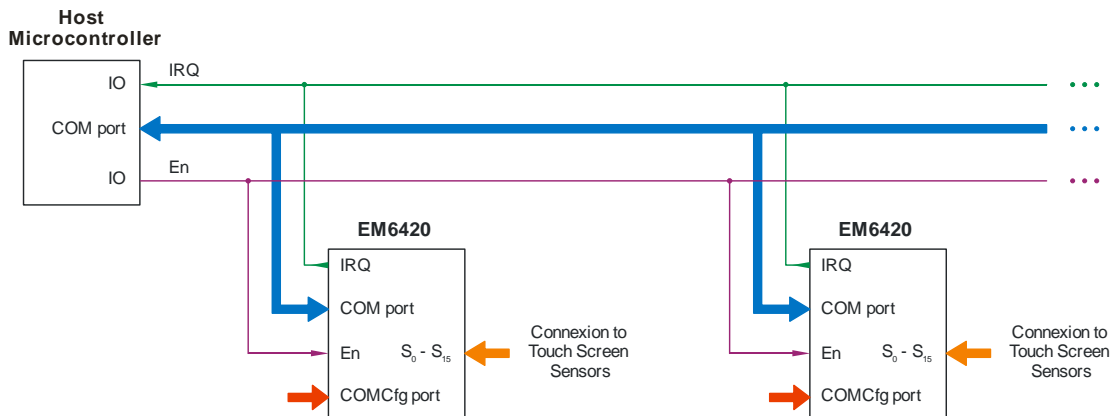 Host
Microcontroller
IO
IRQ
COM port
IO
En
EM6420
IRQ
COM port
En
S0 - S15
COMCfg port
Connexion to
Touch Screen
Sensors
EM6420
IRQ
COM port
En
S0 - S15
COMCfg port
Connexion to
Touch Screen
Sensors